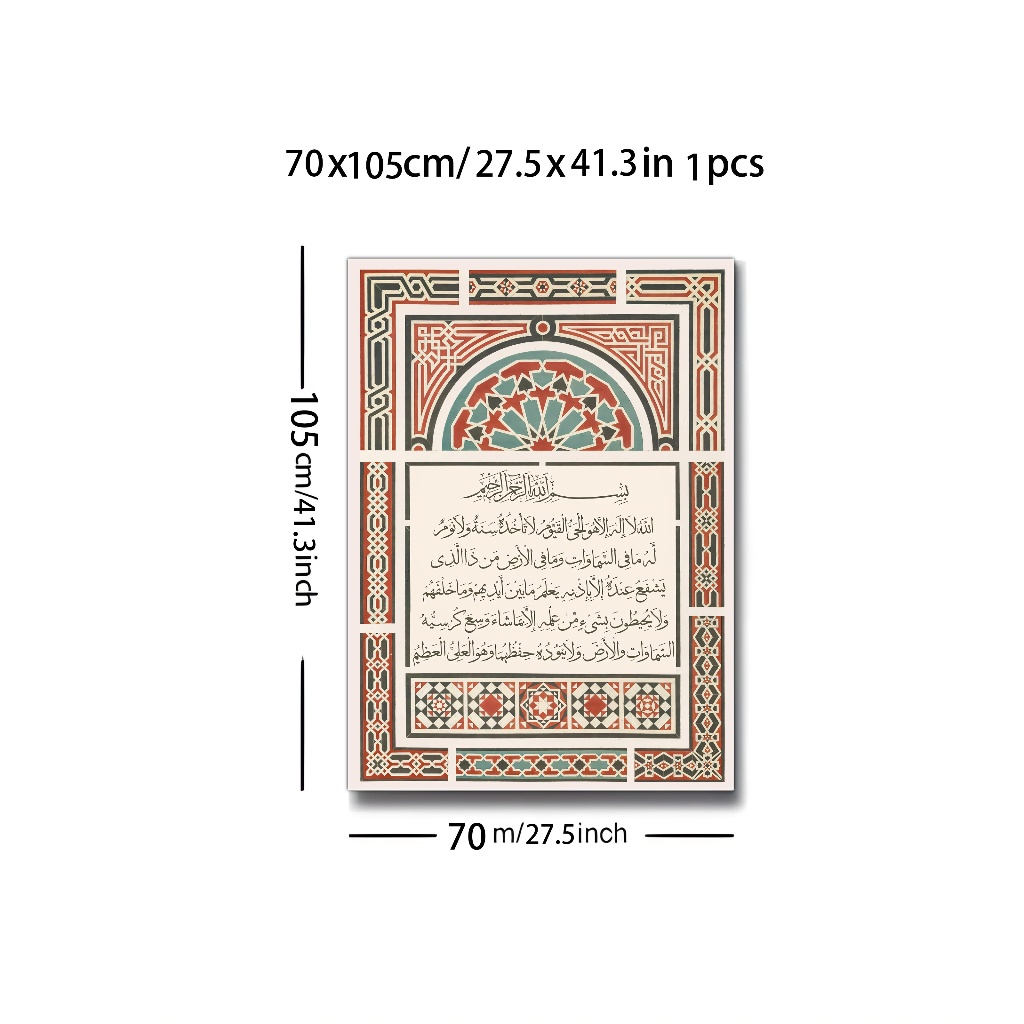 70x105cm/ 27.5x41.3in 1pcs
105cm/41.3inch
بسم الله الرحمن الرحيم
الله لا إله إلا هو الحي القيوم لا تأخذه سنة ولا نوم
له ما في السماوات وما في الأرض من ذا الذي
يشفع عنده إلا بإذنه يعلم ما بين أيديهم وما خلفهم
ولا يحيطون بشيء من علمه إلا بما شاء وسع كرسيه
السماوات والأرض ولا يئوده حفظهما وهو العلي العظيم
70 m/27.5inch